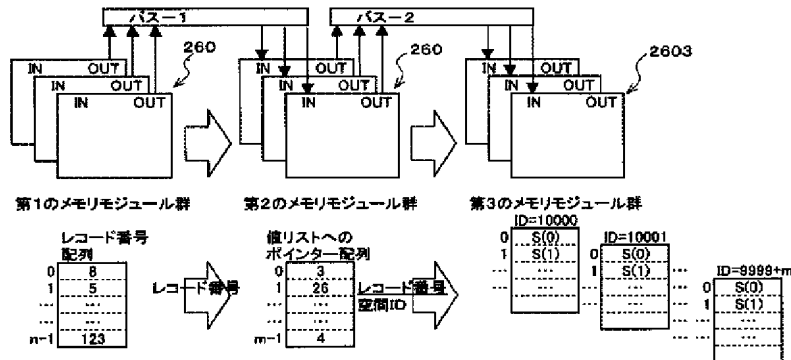 バス－1
バス－2
260
260
2603
IN OUT
IN OUT
IN OUT
IN OUT
IN OUT
IN OUT
IN OUT
IN OUT
IN OUT
第1のメモリモジュール群
第2のメモリモジュール群
第3のメモリモジュール群
レコード番号
配列
0 8
1 5
… …
… …
n-1 123
レコード番号
値リストへの
ポインター配列
0 3
1 26
… …
… …
m-1 4
レコード番号
空間ID
ID=10000
0 S(0)
1 S(1)
… …
… …
ID=10001
0 S(0)
1 S(1)
… …
… …
… …
ID=9999+m
0 S(0)
1 S(1)
… …
… …